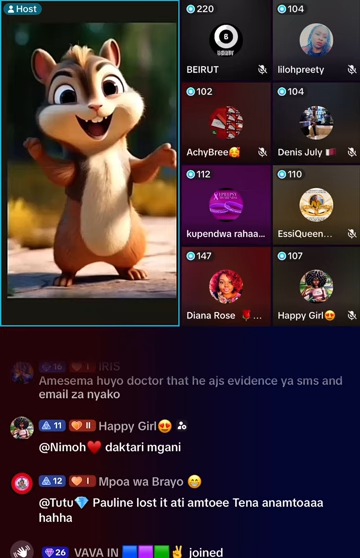 Host
220
BEIRUT
104
lilohpreety
102
AchyBree🥰
104
Denis July
112
kupendwa rahaa...
110
EssiQueen...
147
Diana Rose 🌹...
107
Happy Girl😍
16 I IRIS
Amesema huyo doctor that he ajs evidence ya sms and
email za nyako
11 II Happy Girl😍
@Nimoh❤️ daktari mgani
12 I Mpoa wa Brayo 😁
@Tutu💎 Pauline lost it ati amtoee Tena anamtoaaa
hahha
26 VAVA IN 🟦🟪🟩✌️ joined